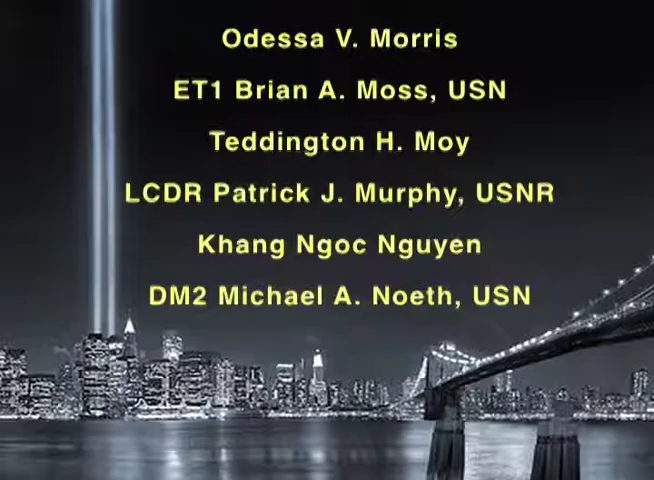 Odessa V. Morris
ET1 Brian A. Moss, USN
Teddington H. Moy
LCDR Patrick J. Murphy, USNR
Khang Ngoc Nguyen
DM2 Michael A. Noeth, USN